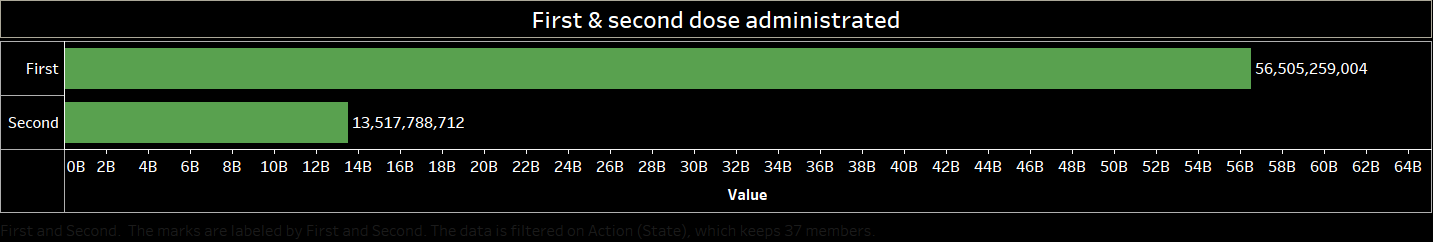 First & second dose administrated
First 56,505,259,004
Second 13,517,788,712
0B 2B 4B 6B 8B 10B 12B 14B 16B 18B 20B 22B 24B 26B 28B 30B 32B 34B 36B 38B 40B 42B 44B 46B 48B 50B 52B 54B 56B 58B 60B 62B 64B
Value
First and Second. The marks are labeled by First and Second. The data is filtered on Action (State), which keeps 37 members.